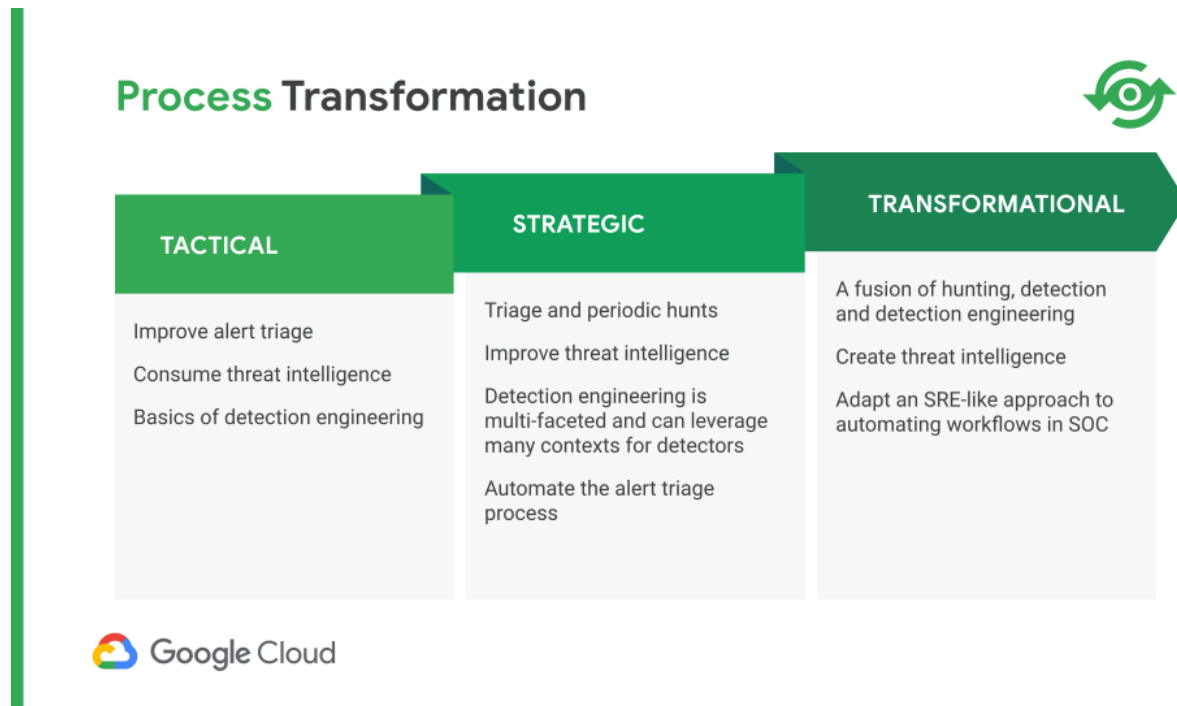 Process Transformation
TACTICAL
Improve alert triage
Consume threat intelligence
Basics of detection engineering
STRATEGIC
Triage and periodic hunts
Improve threat intelligence
Detection engineering is
multi-faceted and can leverage
many contexts for detectors
Automate the alert triage
process
TRANSFORMATIONAL
A fusion of hunting, detection
and detection engineering
Create threat intelligence
Adapt an SRE-like approach to
automating workflows in SOC
Google Cloud